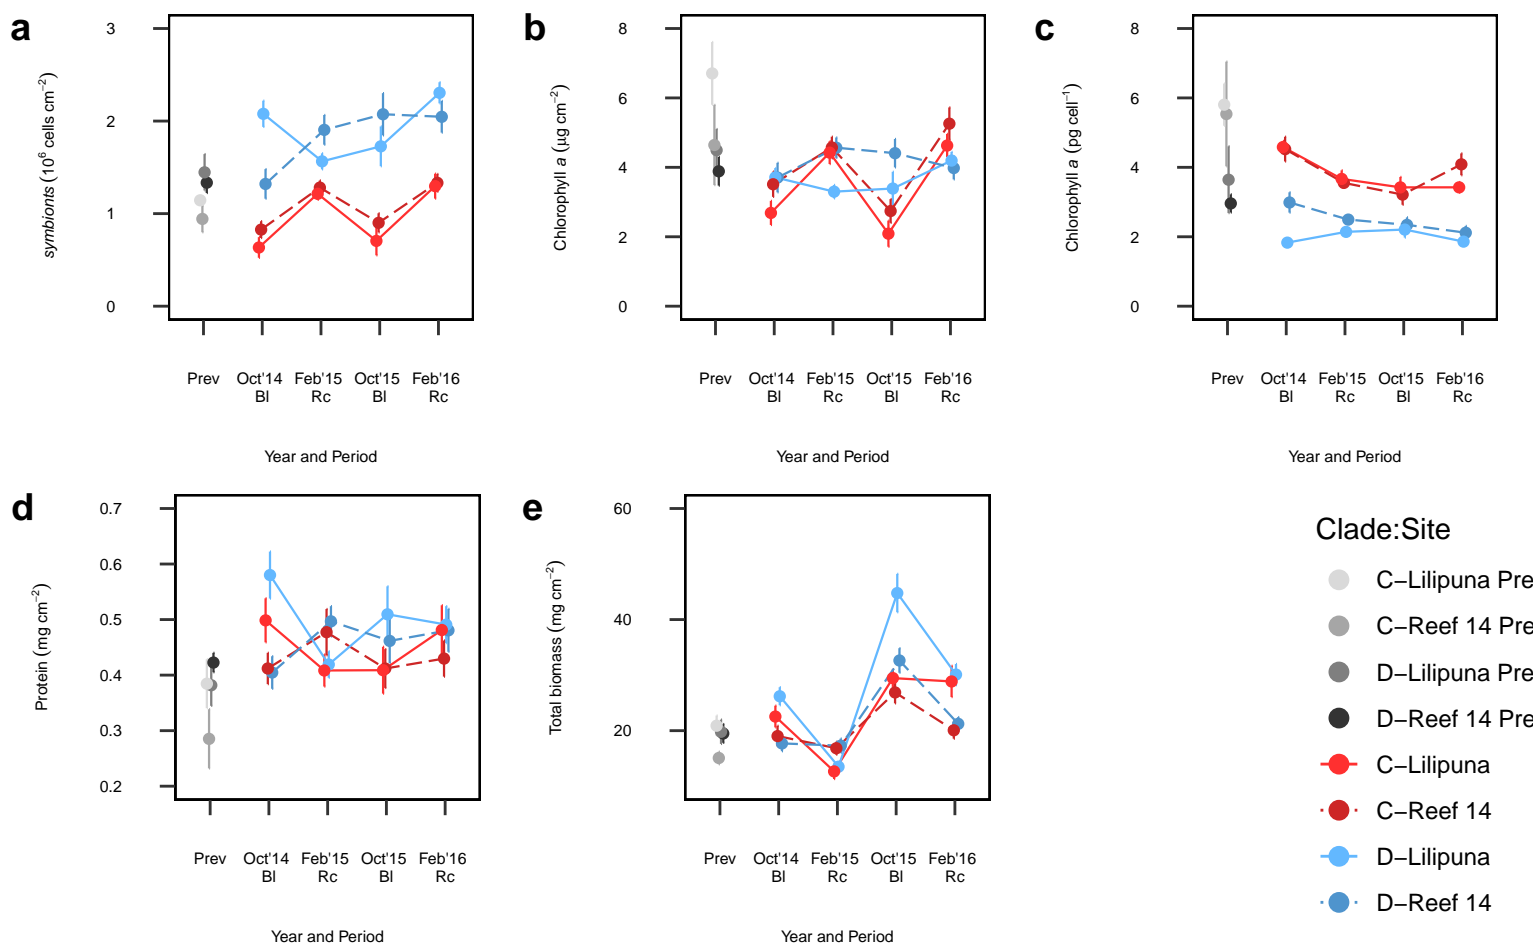 a
symbionts (10⁶ cells cm⁻²)
3
2
1
0
Prev Oct'14 Feb'15 Oct'15 Feb'16
Bl Rc Bl Rc
Year and Period
b
Chlorophyll a (µg cm⁻²)
8
6
4
2
0
Prev Oct'14 Feb'15 Oct'15 Feb'16
Bl Rc Bl Rc
Year and Period
c
Chlorophyll a (pg cell⁻¹)
8
6
4
2
0
Prev Oct'14 Feb'15 Oct'15 Feb'16
Bl Rc Bl Rc
Year and Period
d
Protein (mg cm⁻²)
0.7
0.6
0.5
0.4
0.3
0.2
Prev Oct'14 Feb'15 Oct'15 Feb'16
Bl Rc Bl Rc
Year and Period
e
Total biomass (mg cm⁻²)
60
40
20
Prev Oct'14 Feb'15 Oct'15 Feb'16
Bl Rc Bl Rc
Year and Period
Clade:Site
C−Lilipuna Pre
C−Reef 14 Pre
D−Lilipuna Pre
D−Reef 14 Pre
C−Lilipuna
C−Reef 14
D−Lilipuna
D−Reef 14